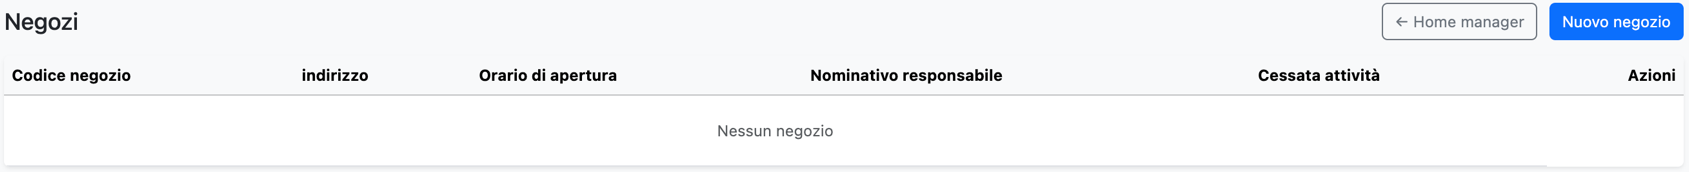 Negozi
← Home manager
Nuovo negozio
Codice negozio indirizzo Orario di apertura Nominativo responsabile Cessata attività Azioni
Nessun negozio